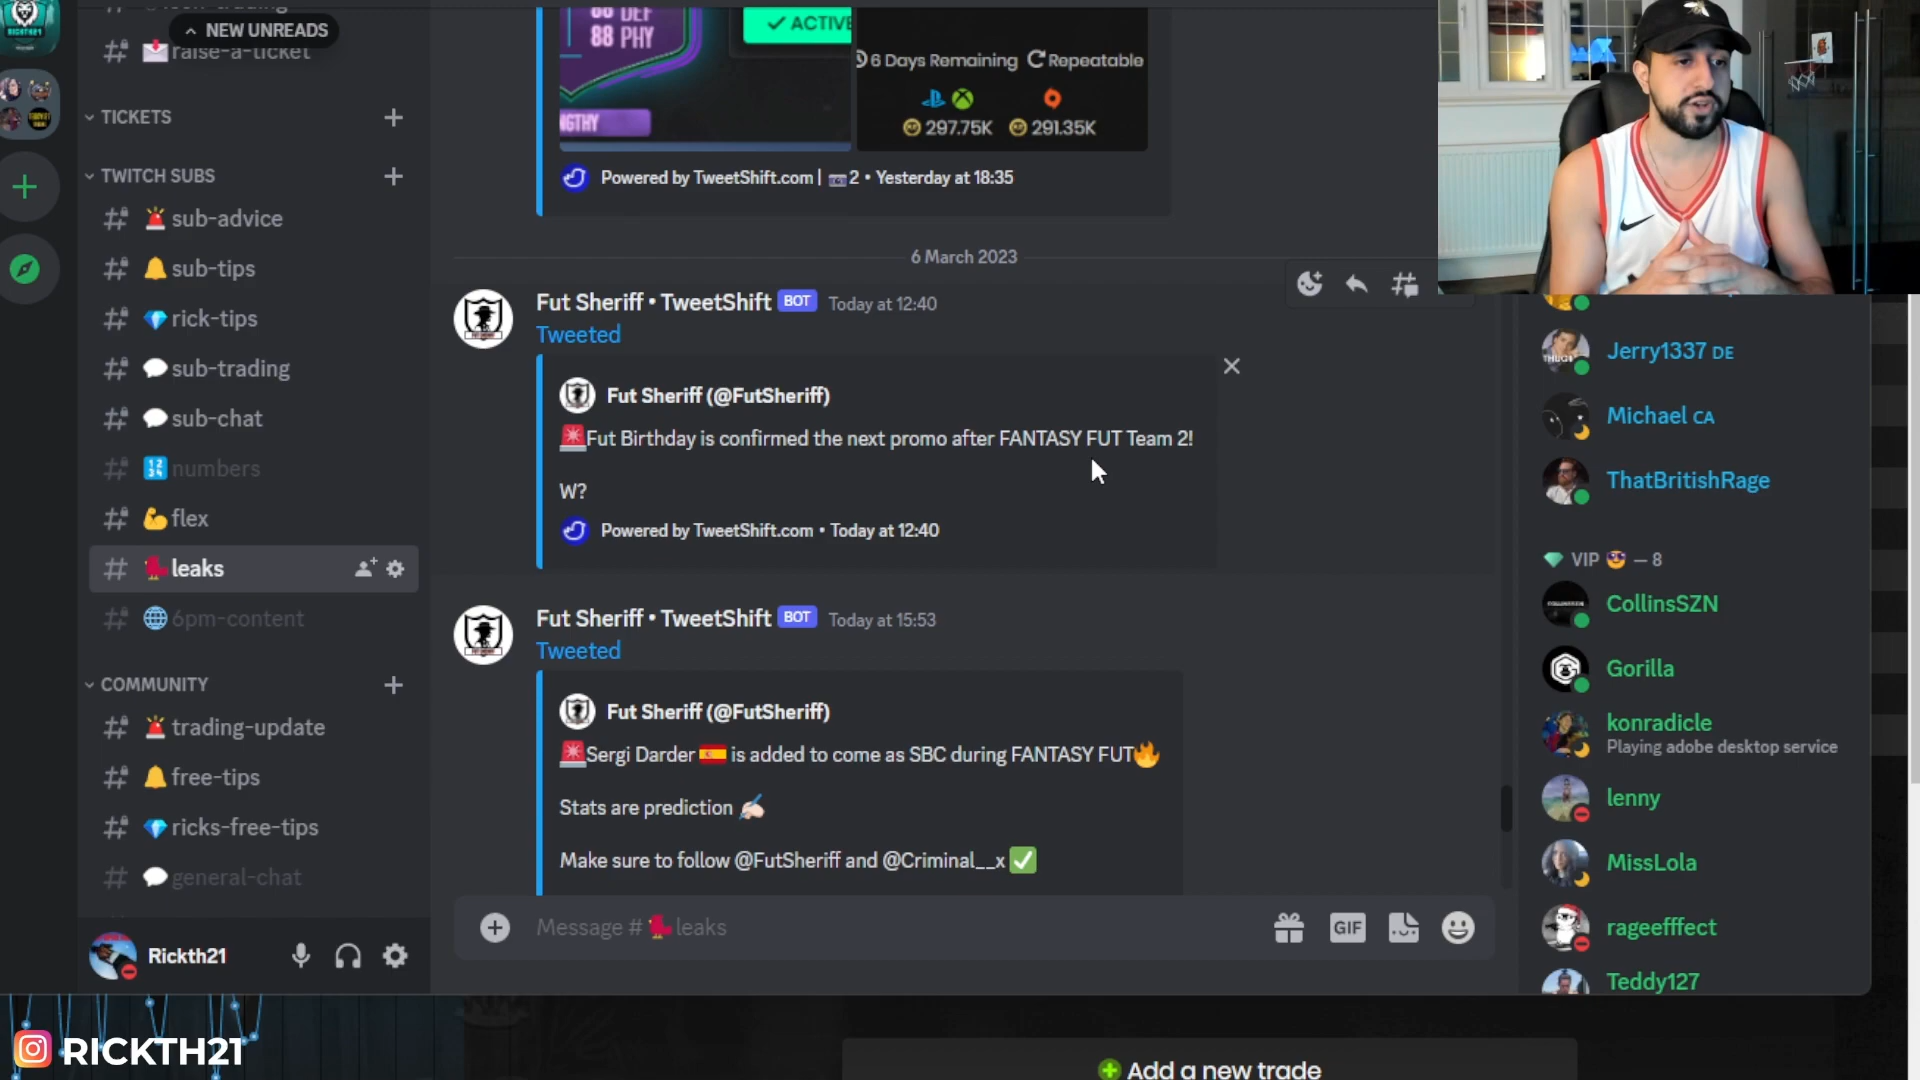 RICKTH21
NEW UNREADS
raise-a-ticket
TICKETS
TWITCH SUBS
sub-advice
sub-tips
rick-tips
sub-trading
sub-chat
numbers
flex
leaks
6pm-content
COMMUNITY
trading-update
free-tips
ricks-free-tips
general-chat
Rickth21
88 DEF
88 PHY
ACTIVE
6 Days Remaining
Repeatable
297.75K
291.35K
Powered by TweetShift.com | 2 • Yesterday at 18:35
6 March 2023
Fut Sheriff • TweetShift BOT Today at 12:40
Tweeted
Fut Sheriff (@FutSheriff)
Fut Birthday is confirmed the next promo after FANTASY FUT Team 2!
W?
Powered by TweetShift.com • Today at 12:40
Fut Sheriff • TweetShift BOT Today at 15:53
Tweeted
Fut Sheriff (@FutSheriff)
Sergi Darder 🇪🇸 is added to come as SBC during FANTASY FUT🔥
Stats are prediction ✍🏻
Make sure to follow @FutSheriff and @Criminal__x ✅
Message # leaks
GIF
Jerry1337 DE
Michael CA
ThatBritishRage
VIP 😎 — 8
CollinsSZN
Gorilla
konradicle
Playing adobe desktop service
lenny
MissLola
rageefffect
Teddy127
RICKTH21
Add a new trade